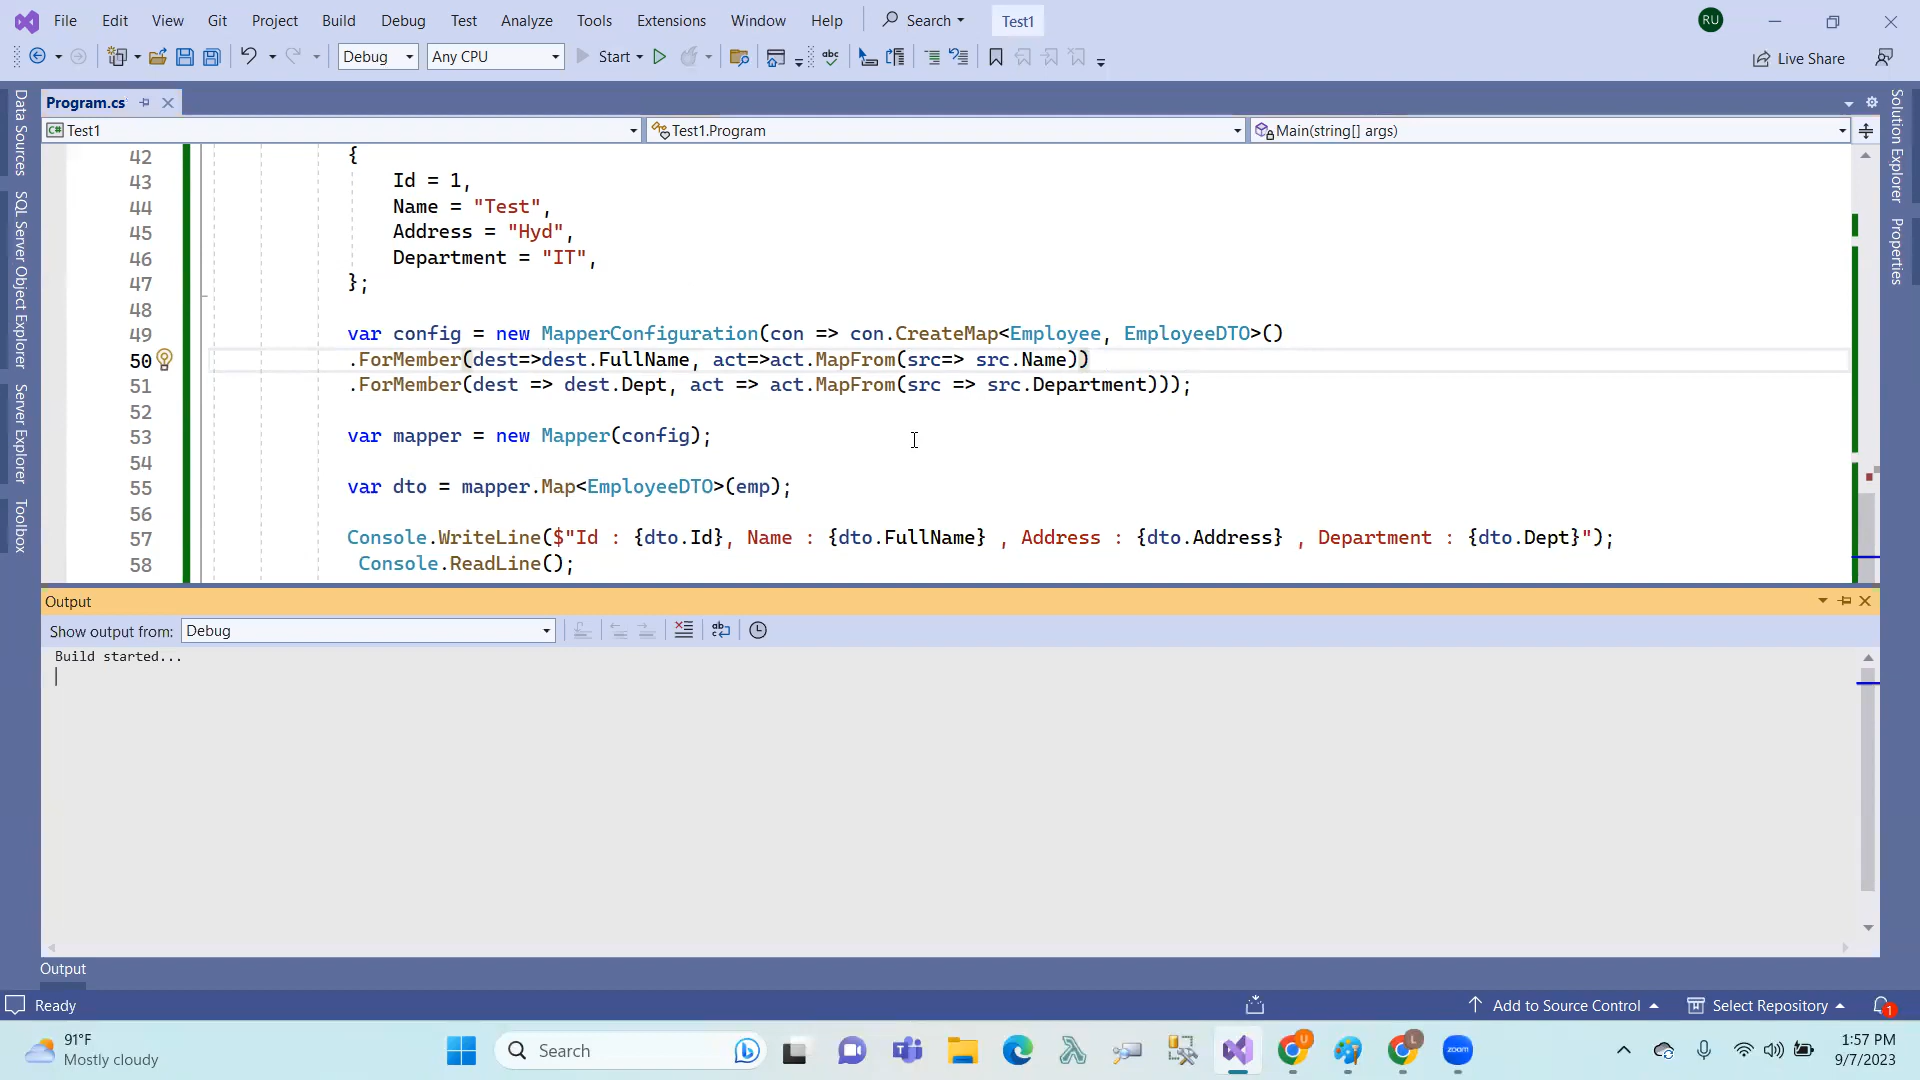 File Edit View Git Project Build Debug Test Analyze Tools Extensions Window Help Search Test1 RU
Debug Any CPU Start abc Live Share
Program.cs
Test1 Test1.Program Main(string[] args)
Data Sources
SQL Server Object Explorer
Server Explorer
Toolbox
Solution Explorer
Properties
42 {
43 Id = 1,
44 Name = "Test",
45 Address = "Hyd",
46 Department = "IT",
47 };
48
49 var config = new MapperConfiguration(con => con.CreateMap<Employee, EmployeeDTO>()
50 .ForMember(dest=>dest.FullName, act=>act.MapFrom(src=> src.Name))
51 .ForMember(dest => dest.Dept, act => act.MapFrom(src => src.Department)));
52
53 var mapper = new Mapper(config);
54
55 var dto = mapper.Map<EmployeeDTO>(emp);
56
57 Console.WriteLine($"Id : {dto.Id}, Name : {dto.FullName} , Address : {dto.Address} , Department : {dto.Dept}");
58 Console.ReadLine();
Output
Show output from: Debug
Build started...
Output
Ready Add to Source Control Select Repository 1
91°F
Mostly cloudy
Search
zoom
1:57 PM
9/7/2023